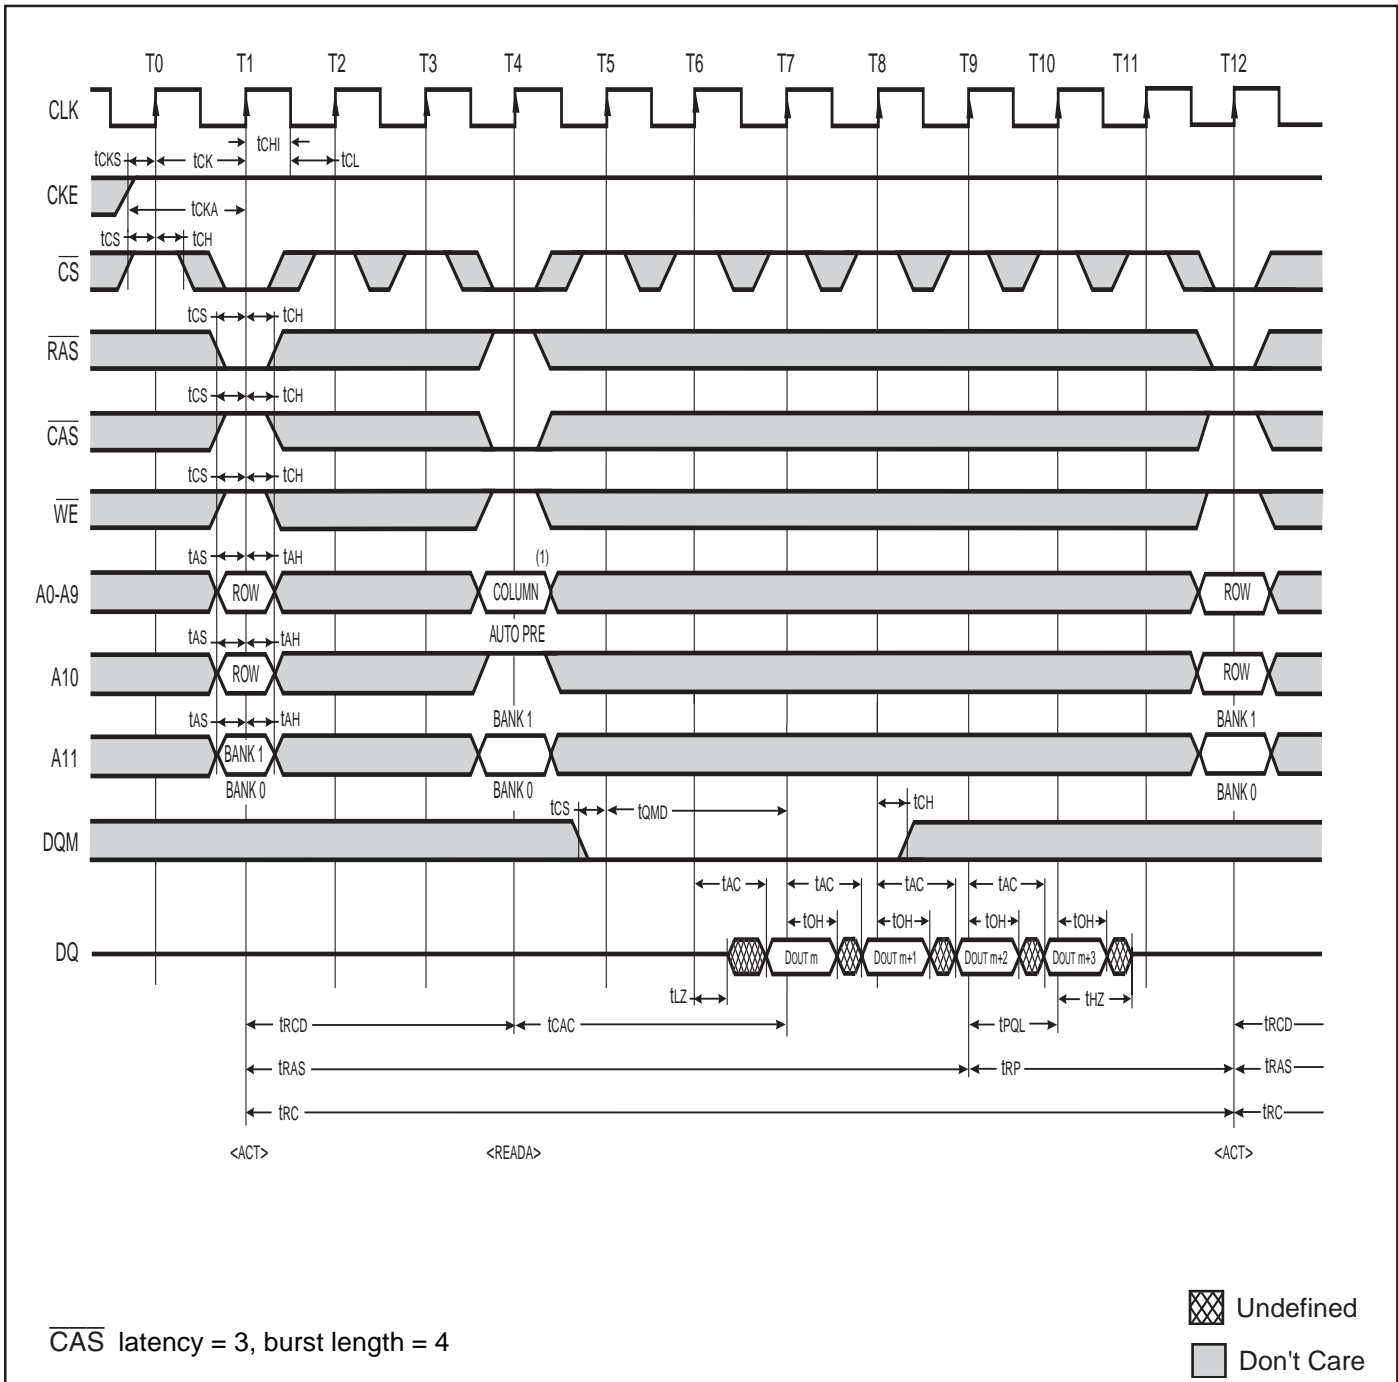 T0 T1 T2 T3 T4 T5 T6 T7 T8 T9 T10 T11 T12
CLK
tCHI
tCKS tCK tCL
CKE
tCKA
tCS tCH
CS
tCS tCH
RAS
tCS tCH
CAS
tCS tCH
WE
tAS tAH (1)
A0-A9 ROW COLUMN ROW
tAS tAH AUTO PRE
A10 ROW ROW
tAS tAH BANK 1 BANK 1
A11 BANK 1
BANK 0 BANK 0 BANK 0
tCS tQMD tCH
DQM
tAC tAC tAC tAC
tOH tOH tOH tOH
DQ DOUT m DOUT m+1 DOUT m+2 DOUT m+3
tLZ tHZ
tRCD tCAC tPQL tRCD
tRAS tRP tRAS
tRC tRC
<ACT> <READA> <ACT>
Undefined
CAS latency = 3, burst length = 4
Don't Care